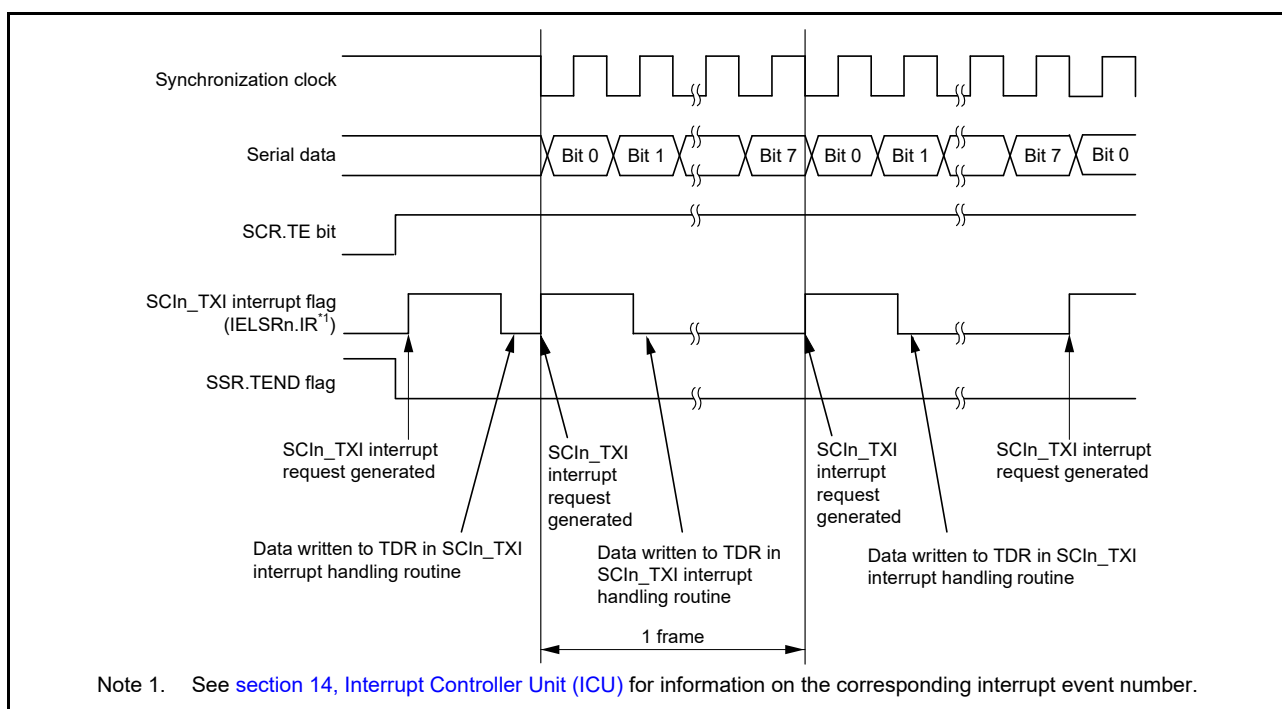 Synchronization clock
Serial data
Bit 0 Bit 1 Bit 7 Bit 0 Bit 1 Bit 7 Bit 0
SCR.TE bit
SCIn_TXI interrupt flag
(IELSRn.IR*1)
SSR.TEND flag
SCIn_TXI interrupt
request generated
SCIn_TXI
interrupt
request
generated
SCIn_TXI
interrupt
request
generated
SCIn_TXI interrupt
request generated
Data written to TDR in SCIn_TXI
interrupt handling routine
Data written to TDR in
SCIn_TXI interrupt
handling routine
Data written to TDR in SCIn_TXI
interrupt handling routine
1 frame
Note 1. See section 14, Interrupt Controller Unit (ICU) for information on the corresponding interrupt event number.